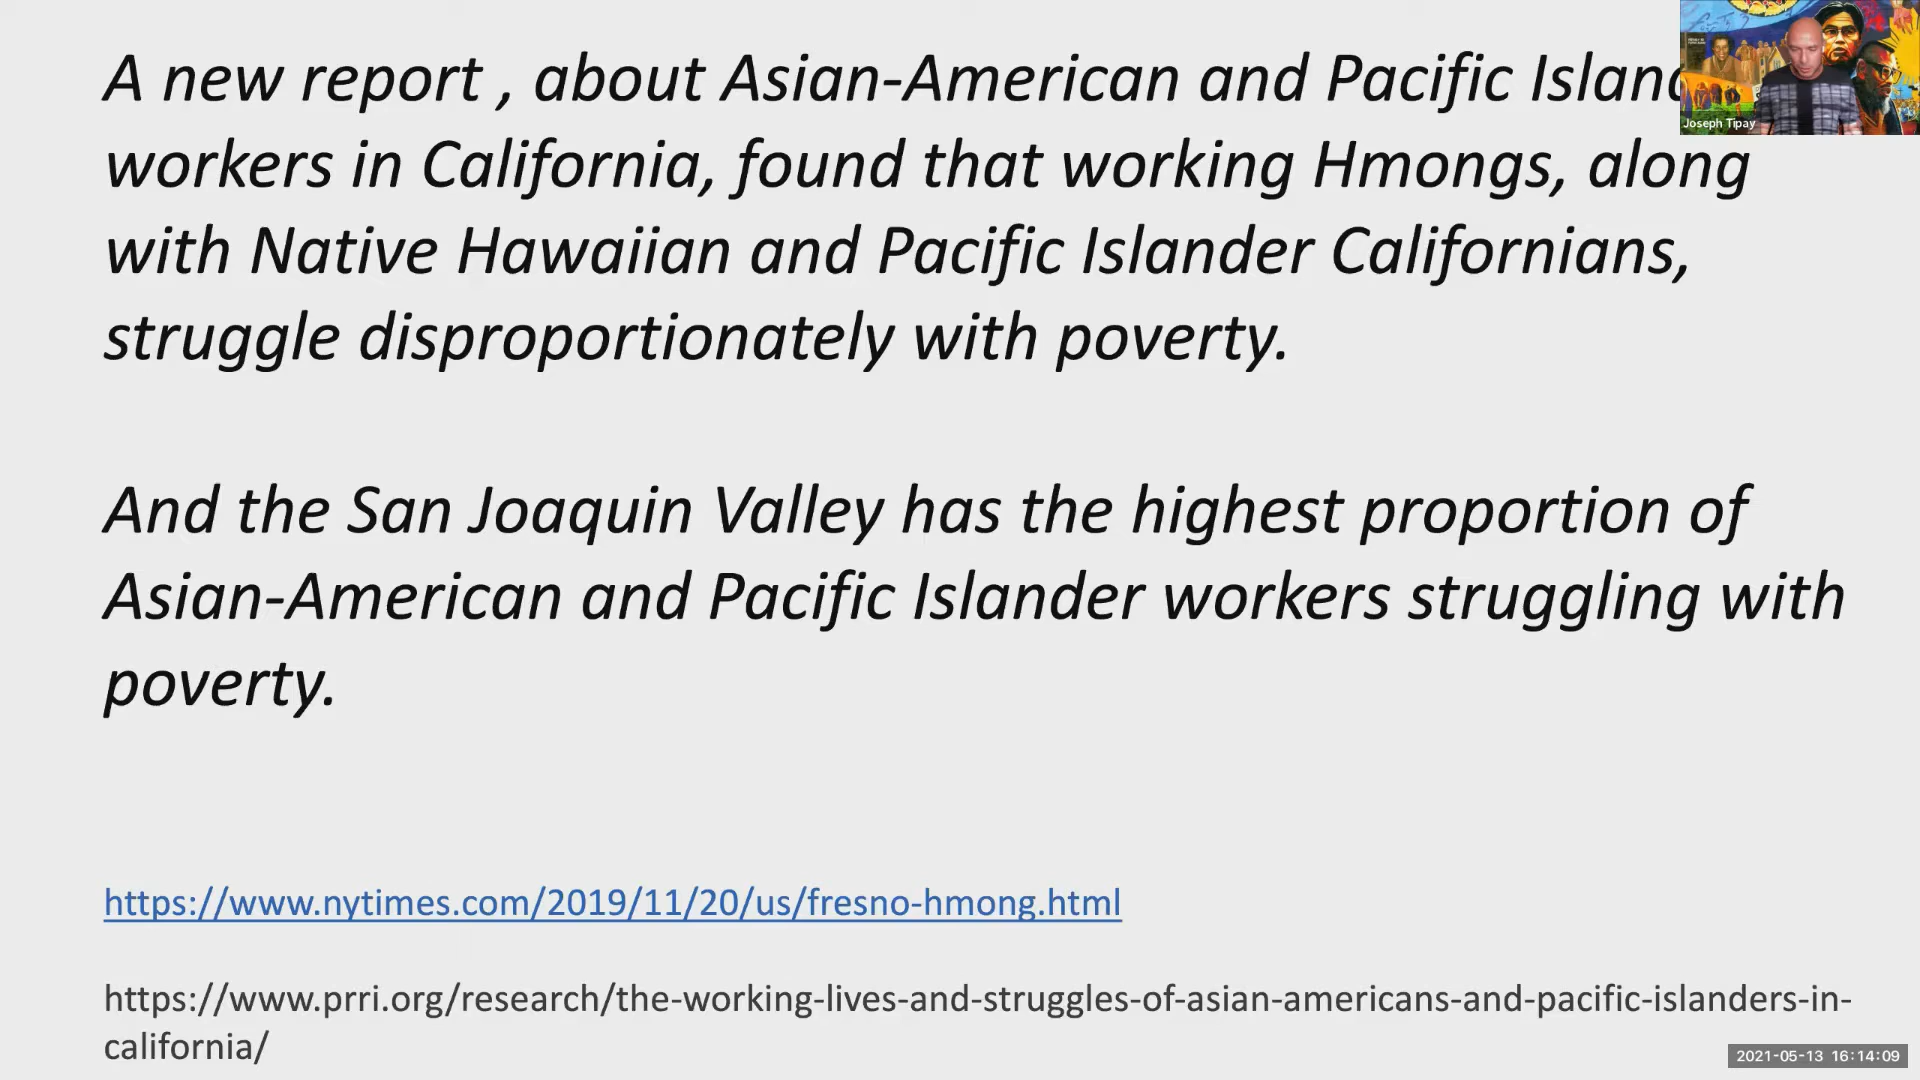 A new report , about Asian-American and Pacific Island
workers in California, found that working Hmongs, along
with Native Hawaiian and Pacific Islander Californians,
struggle disproportionately with poverty.
And the San Joaquin Valley has the highest proportion of
Asian-American and Pacific Islander workers struggling with
poverty.
https://www.nytimes.com/2019/11/20/us/fresno-hmong.html
https://www.prri.org/research/the-working-lives-and-struggles-of-asian-americans-and-pacific-islanders-in-
california/
Joseph Tipay
2021-05-13 16:14:09